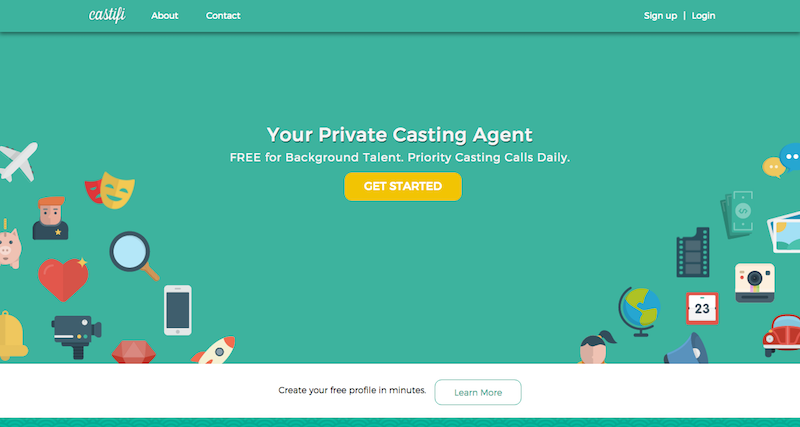 castifi
About
Contact
Sign up | Login
Your Private Casting Agent
FREE for Background Talent. Priority Casting Calls Daily.
GET STARTED
23
Create your free profile in minutes.
Learn More